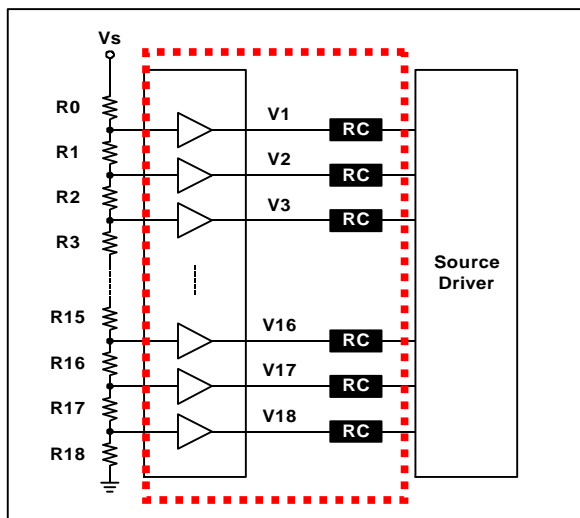 Vs
R0
V1
RC
R1
V2
RC
R2
V3
RC
R3
Source
Driver
R15
V16
RC
R16
V17
RC
R17
V18
RC
R18